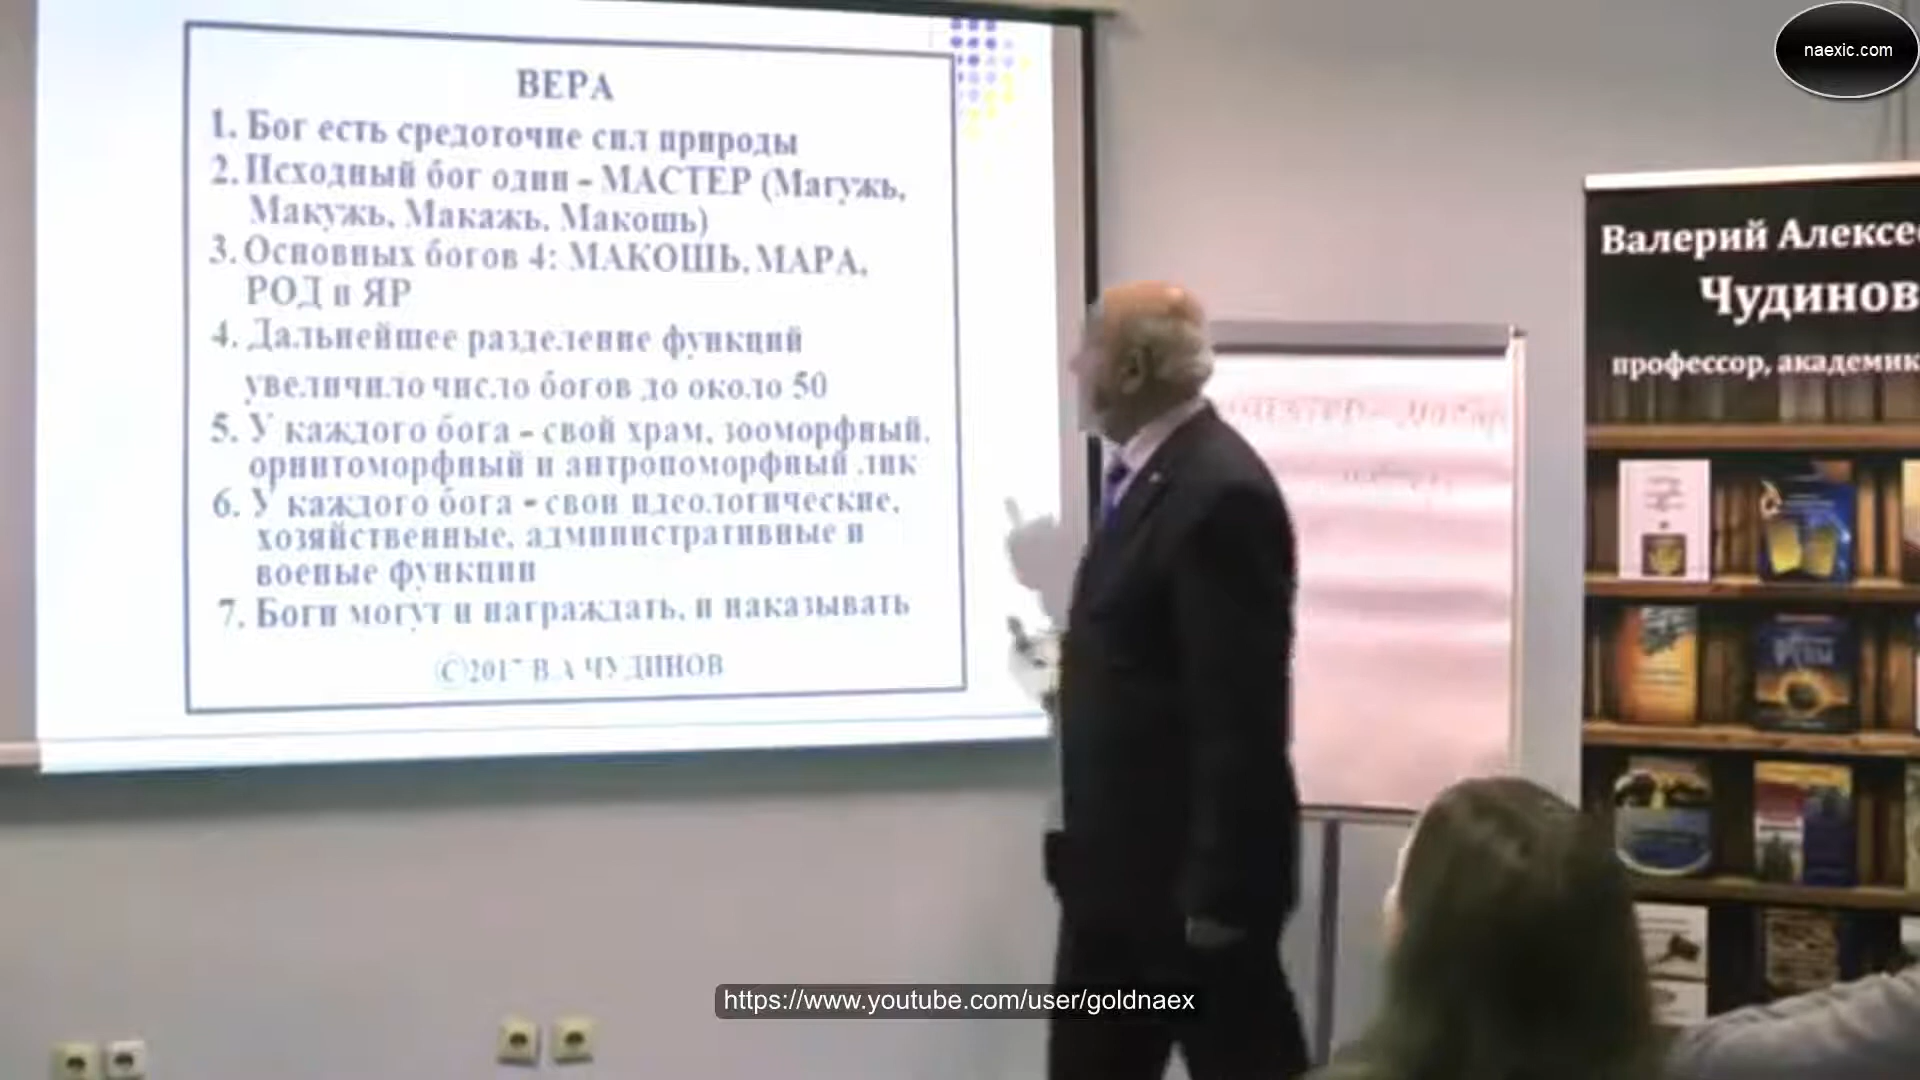 ВЕРА
1. Бог есть средоточие сил природы
2. Исходный бог один – МАСТЕР (Магужь,
Макужь, Макажь, Макошь)
3. Основных богов 4: МАКОШЬ, МАРА,
РОД и ЯР
4. Дальнейшее разделение функций
увеличило число богов до около 50
5. У каждого бога – свой храм, зооморфный,
орнитоморфный и антропоморфный лик
6. У каждого бога – свои идеологические,
хозяйственные, административные и
военые функции
7. Боги могут и награждать, и наказывать
©2017 В.А ЧУДИНОВ
naexic.com
Валерий Алексее
Чудинов
профессор, академик
https://www.youtube.com/user/goldnaex